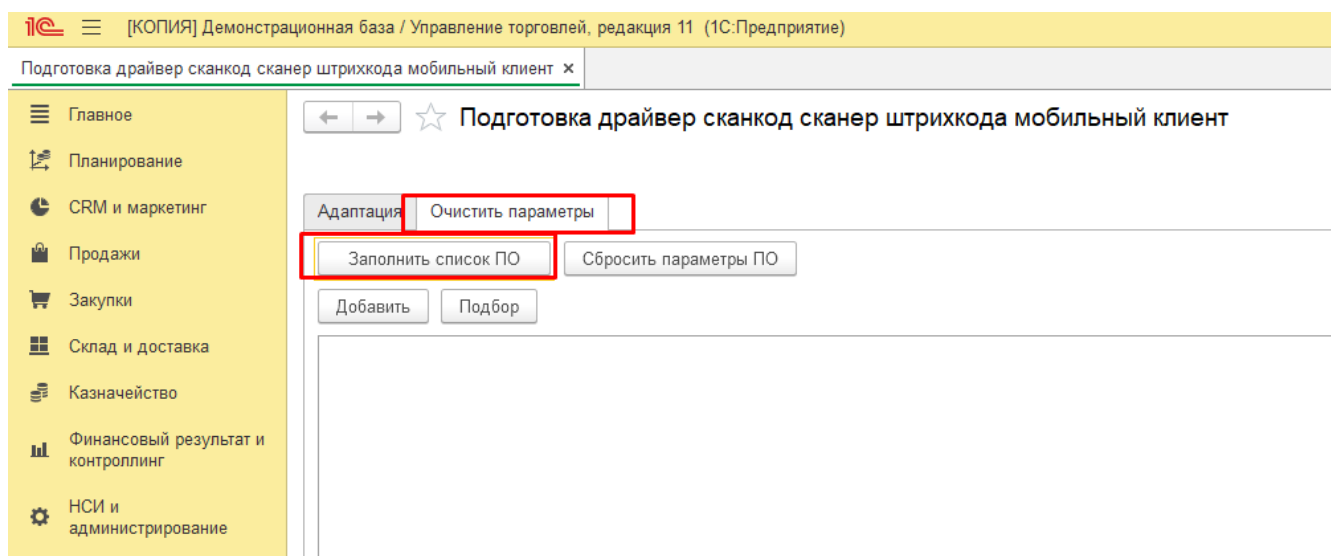 1С [КОПИЯ] Демонстрационная база / Управление торговлей, редакция 11 (1С:Предприятие)
Подготовка драйвер сканкод сканер штрихкода мобильный клиент ×
Главное
Подготовка драйвер сканкод сканер штрихкода мобильный клиент
Планирование
CRM и маркетинг
Адаптация Очистить параметры
Продажи
Заполнить список ПО Сбросить параметры ПО
Закупки
Добавить Подбор
Склад и доставка
Казначейство
Финансовый результат и
контроллинг
НСИ и
администрирование